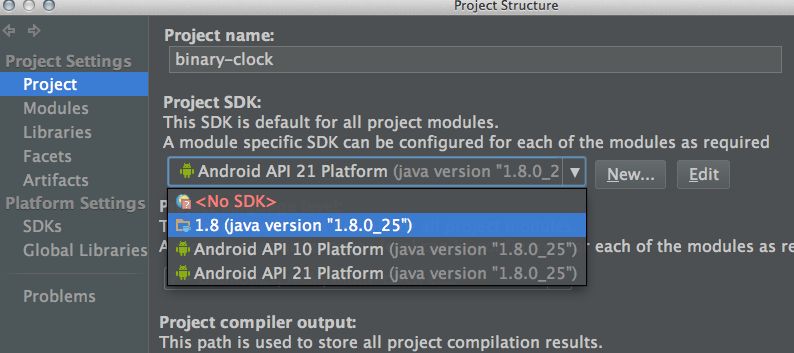 Project Structure
Project Settings
Project
Modules
Libraries
Facets
Artifacts
Platform Settings
SDKs
Global Libraries
Problems
Project name:
binary-clock
Project SDK:
This SDK is default for all project modules.
A module specific SDK can be configured for each of the modules as required
Android API 21 Platform (java version "1.8.0_2
New...
Edit
<No SDK>
1.8 (java version "1.8.0_25")
Android API 10 Platform (java version "1.8.0_25")
r each of the modules as re
Android API 21 Platform (java version "1.8.0_25")
Project compiler output:
This path is used to store all project compilation results.